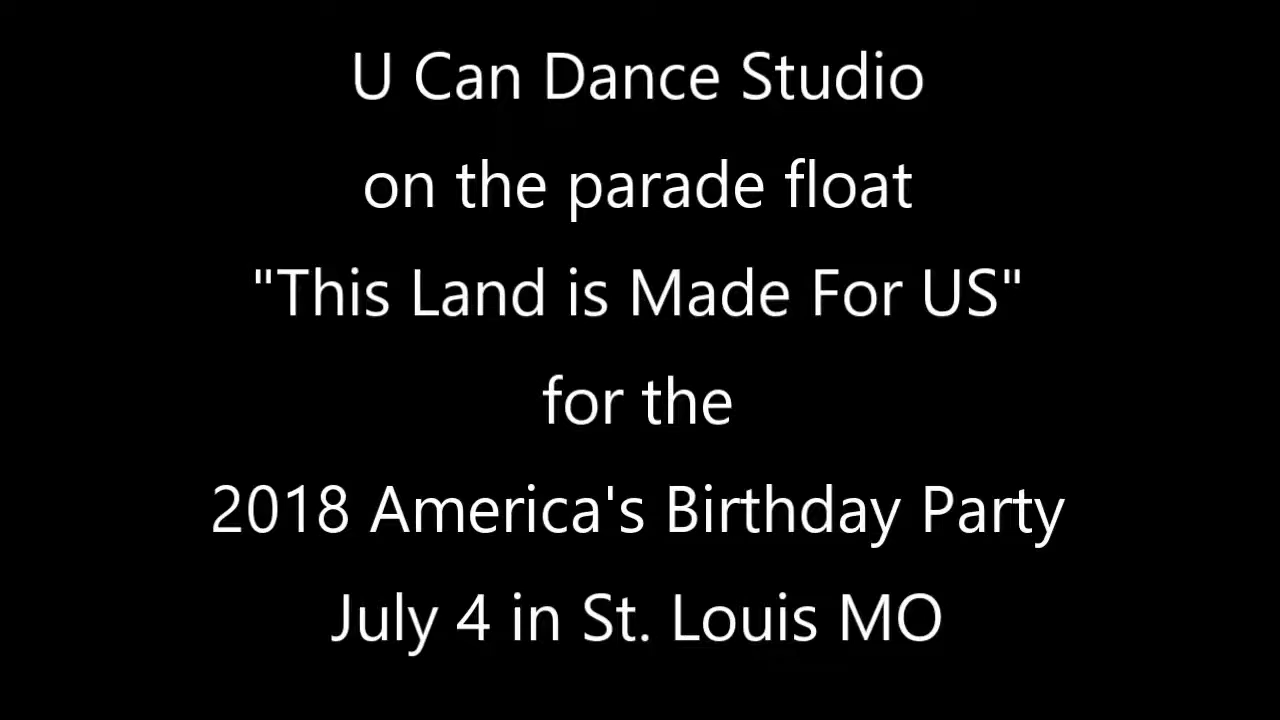 U Can Dance Studio
on the parade float
"This Land is Made For US"
for the
2018 America's Birthday Party
July 4 in St. Louis MO